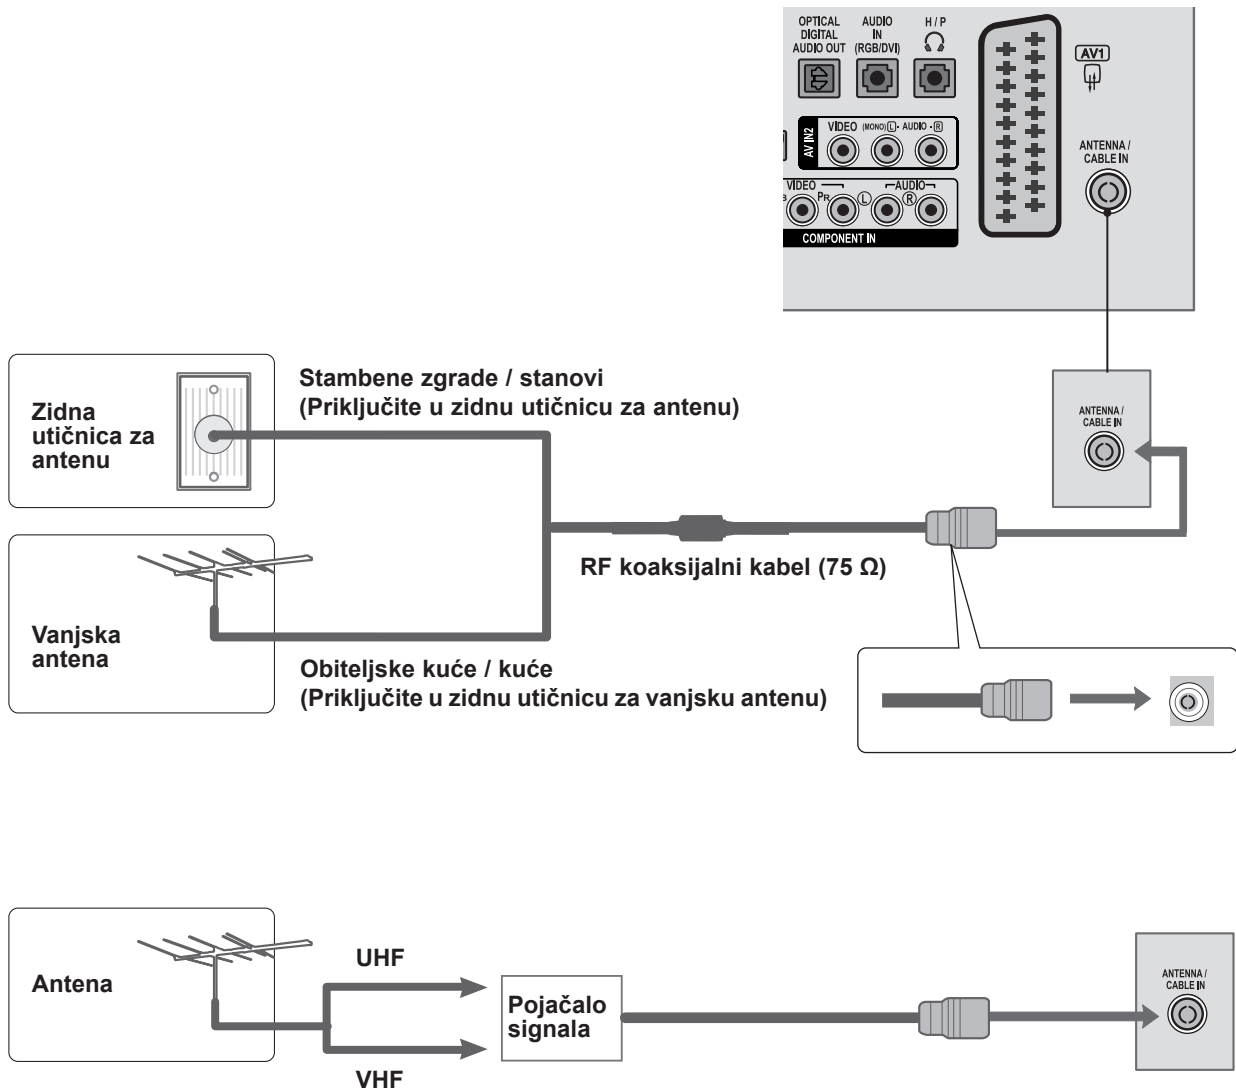 OPTICAL
DIGITAL
AUDIO OUT
AUDIO
IN
(RGB/DVI)
H / P
AV1
AV IN2
VIDEO (MONO) L - AUDIO - R
ANTENNA /
CABLE IN
VIDEO
AUDIO
B PR L R
COMPONENT IN
Zidna
utičnica za
antenu
Stambene zgrade / stanovi
(Priključite u zidnu utičnicu za antenu)
ANTENNA /
CABLE IN
RF koaksijalni kabel (75 Ω)
Vanjska
antena
Obiteljske kuće / kuće
(Priključite u zidnu utičnicu za vanjsku antenu)
Antena
UHF
VHF
Pojačalo
signala
ANTENNA /
CABLE IN